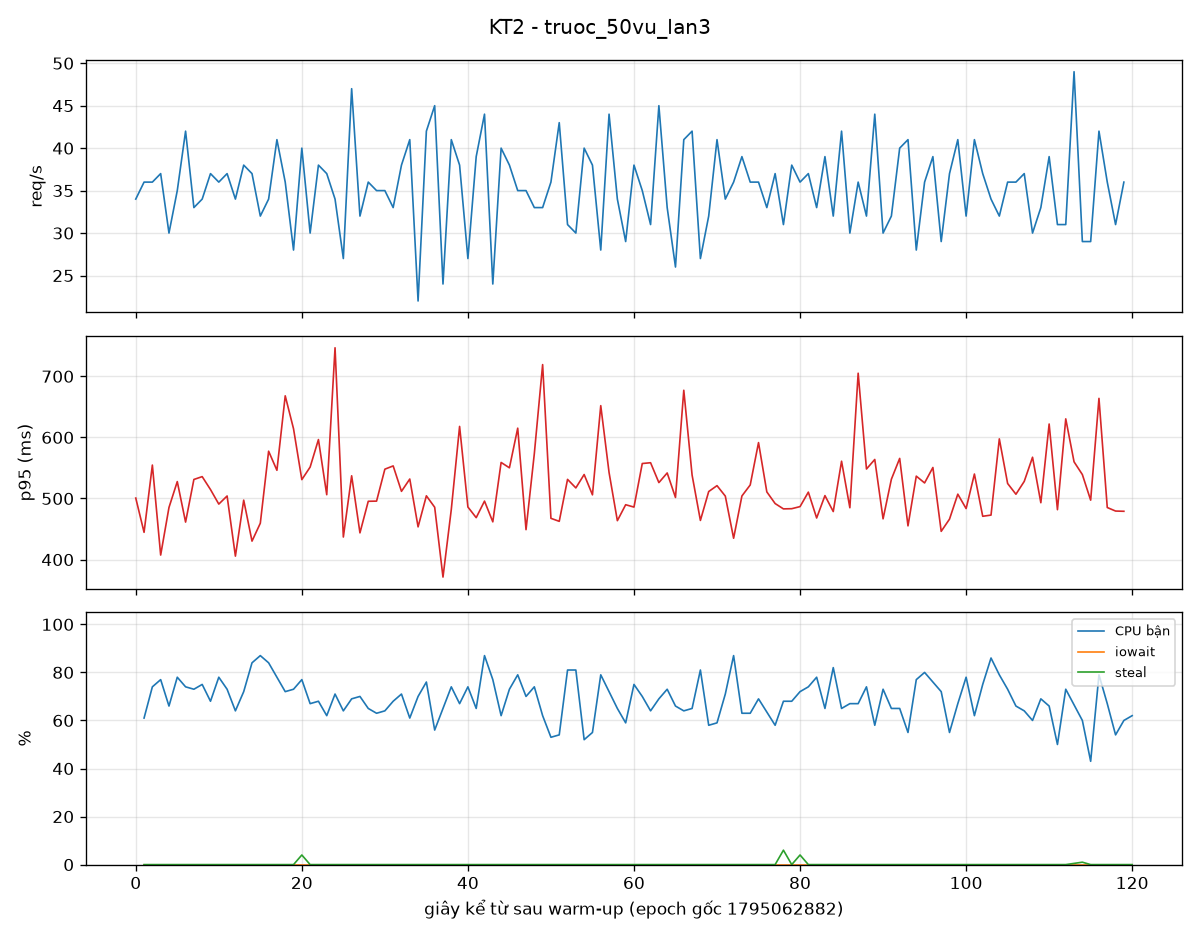 KT2 - truoc_50vu_lan3
50
45
40
35
30
25
req/s
700
600
500
400
p95 (ms)
100
80
60
40
20
0
%
CPU bận
iowait
steal
0 20 40 60 80 100 120
giây kể từ sau warm-up (epoch gốc 1795062882)